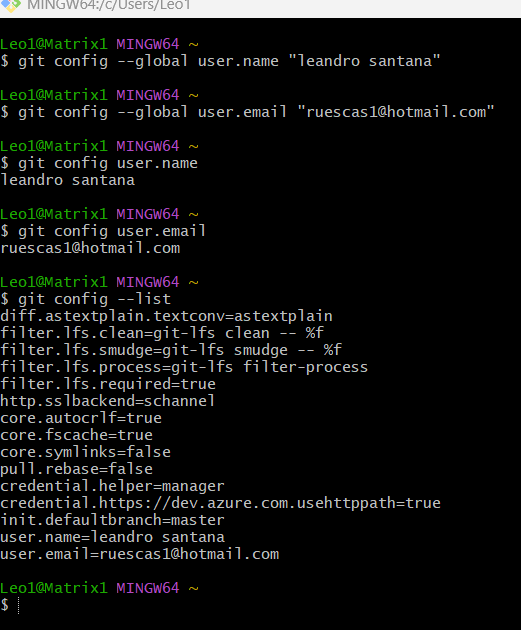 MINGW64:/c/Users/Leo1
Leo1@Matrix1 MINGW64 ~
$ git config --global user.name "leandro santana"
Leo1@Matrix1 MINGW64 ~
$ git config --global user.email "ruescas1@hotmail.com"
Leo1@Matrix1 MINGW64 ~
$ git config user.name
leandro santana
Leo1@Matrix1 MINGW64 ~
$ git config user.email
ruescas1@hotmail.com
Leo1@Matrix1 MINGW64 ~
$ git config --list
diff.astextplain.textconv=astextplain
filter.lfs.clean=git-lfs clean -- %f
filter.lfs.smudge=git-lfs smudge -- %f
filter.lfs.process=git-lfs filter-process
filter.lfs.required=true
http.sslbackend=schannel
core.autocrlf=true
core.fscache=true
core.symlinks=false
pull.rebase=false
credential.helper=manager
credential.https://dev.azure.com.usehttppath=true
init.defaultbranch=master
user.name=leandro santana
user.email=ruescas1@hotmail.com
Leo1@Matrix1 MINGW64 ~
$